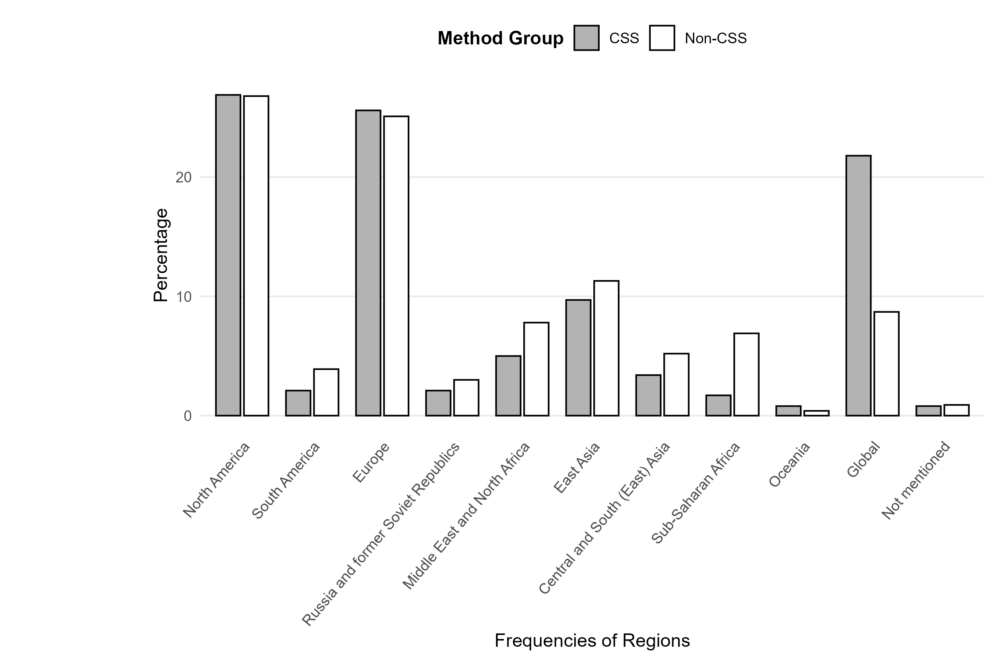 Method Group CSS Non-CSS
Percentage
20
10
0
North America
South America
Europe
Russia and former Soviet Republics
Middle East and North Africa
East Asia
Central and South (East) Asia
Sub-Saharan Africa
Oceania
Global
Not mentioned
Frequencies of Regions